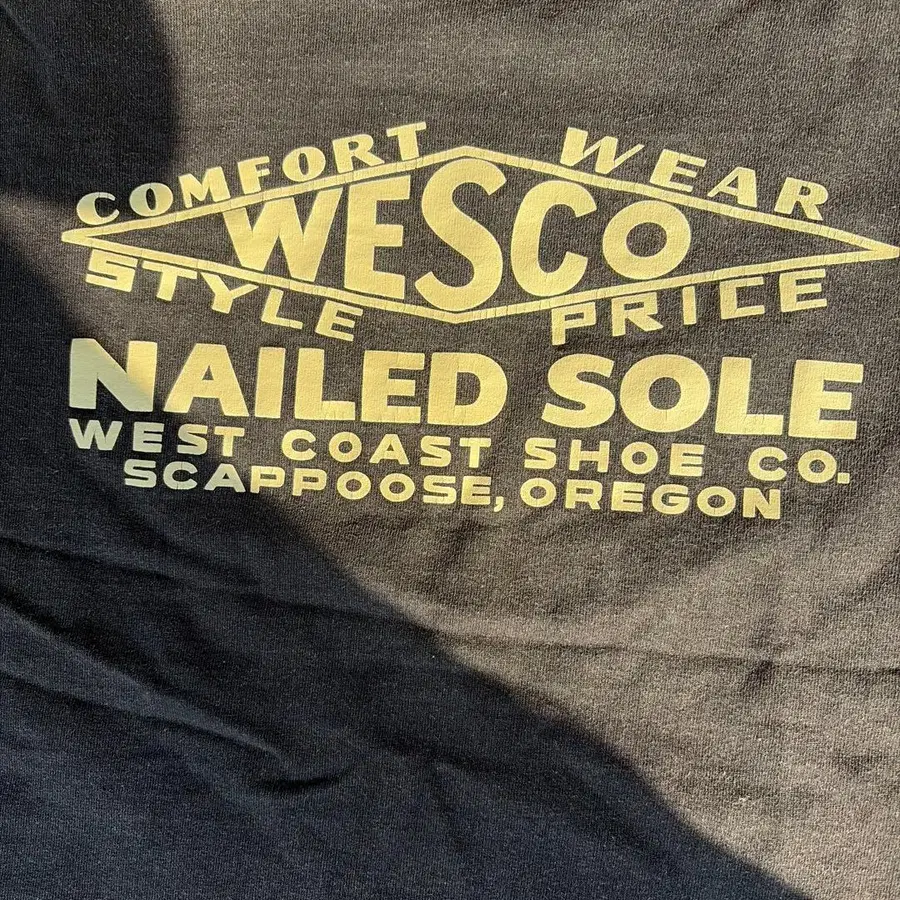 COMFORT WEAR
WESCO
STYLE PRICE
NAILED SOLE
WEST COAST SHOE CO.
SCAPPOOSE, OREGON